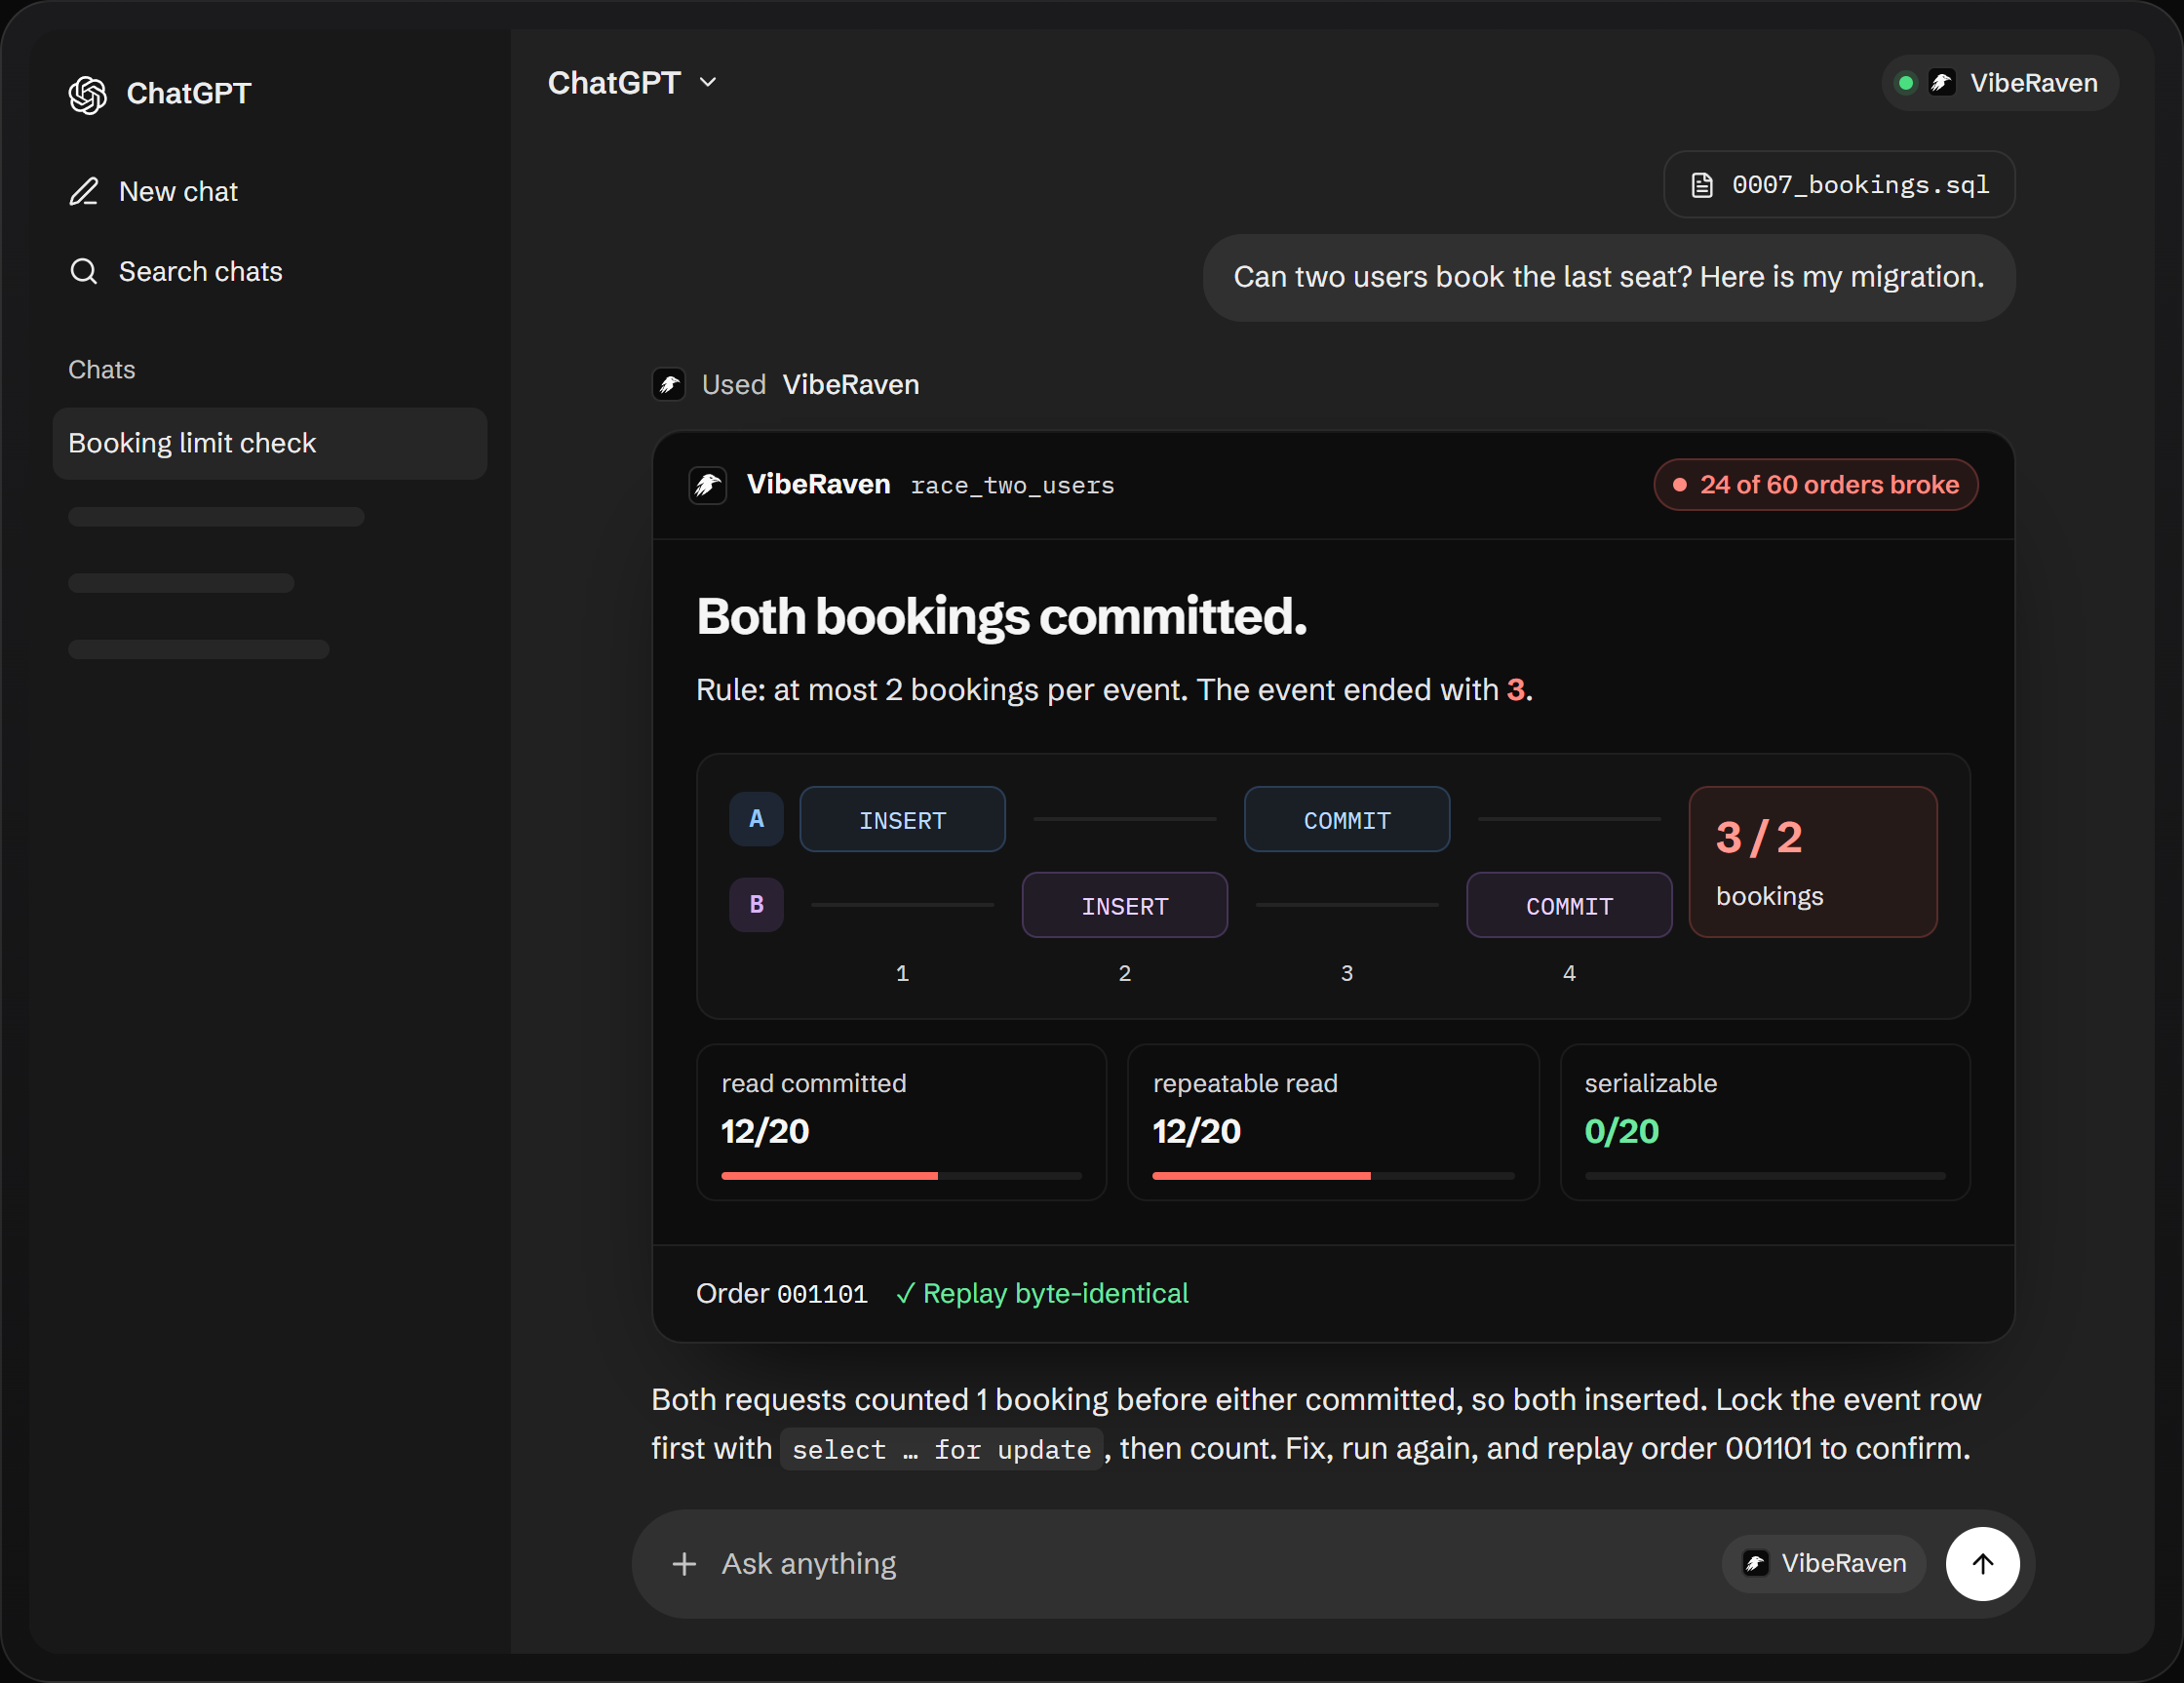 ChatGPT
New chat
Search chats
Chats
Booking limit check
ChatGPT
VibeRaven
0007_bookings.sql
Can two users book the last seat? Here is my migration.
Used VibeRaven
VibeRaven race_two_users
24 of 60 orders broke
Both bookings committed.
Rule: at most 2 bookings per event. The event ended with 3.
A INSERT COMMIT
3 / 2
bookings
B INSERT COMMIT
1 2 3 4
read committed
12/20
repeatable read
12/20
serializable
0/20
Order 001101 ✓ Replay byte-identical
Both requests counted 1 booking before either committed, so both inserted. Lock the event row
first with select … for update, then count. Fix, run again, and replay order 001101 to confirm.
Ask anything
VibeRaven